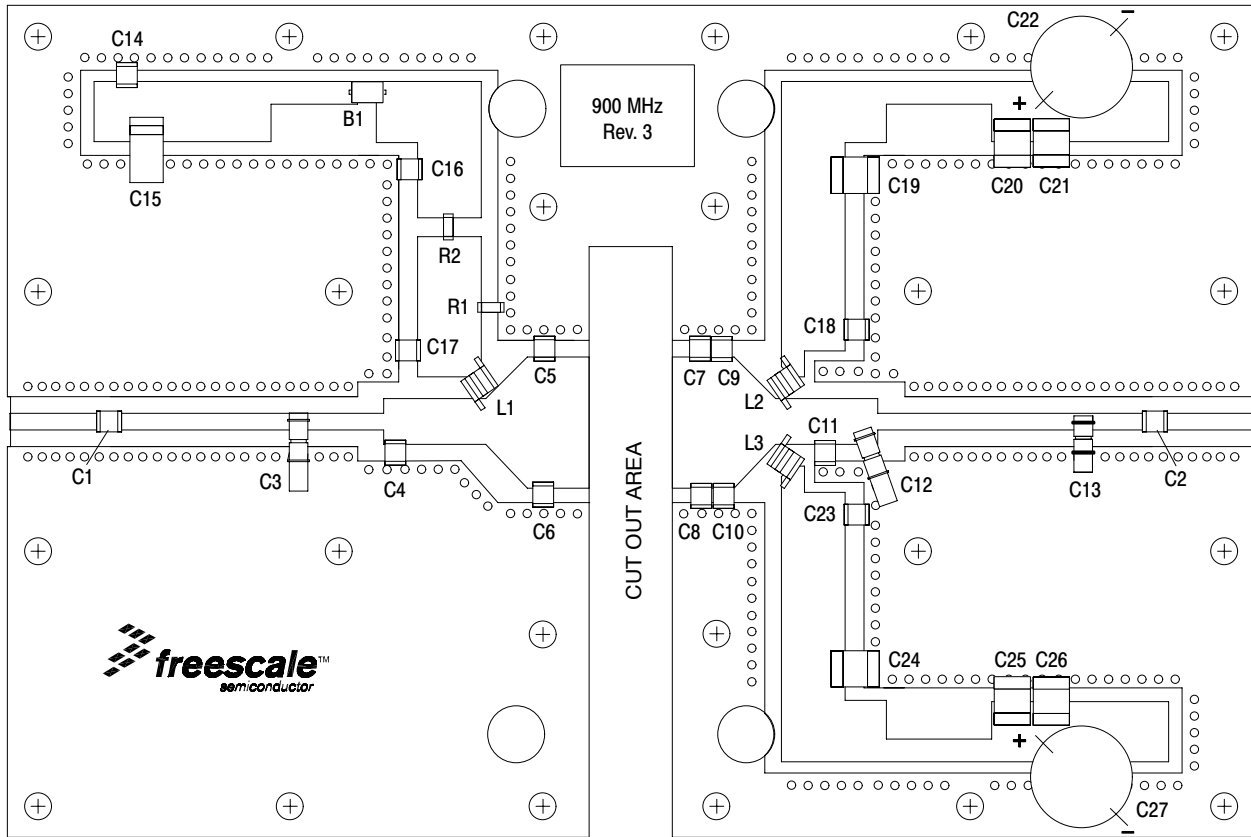 C14
C22
–
900 MHz
Rev. 3
B1
+
C16
C15
C19
C20
C21
R2
R1
C18
C17
C5
C7
C9
L1
L2
L3
C11
C1
C3
C4
C12
C13
C2
C6
C8
C10
C23
CUT OUT AREA
freescale™
semiconductor
C24
C25
C26
+
C27
–